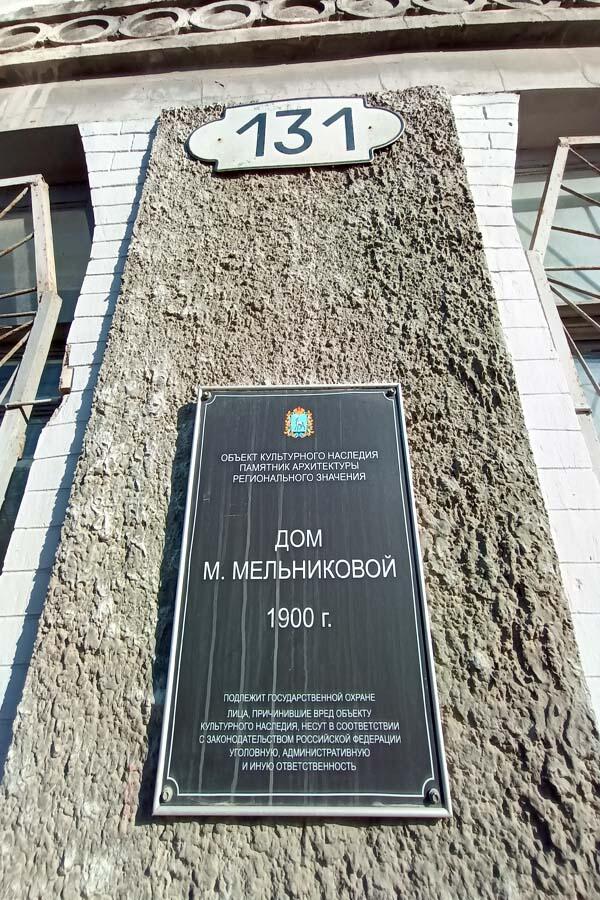 131
ОБЪЕКТ КУЛЬТУРНОГО НАСЛЕДИЯ
ПАМЯТНИК АРХИТЕКТУРЫ
РЕГИОНАЛЬНОГО ЗНАЧЕНИЯ
ДОМ
М. МЕЛЬНИКОВОЙ
1900 г.
ПОДЛЕЖИТ ГОСУДАРСТВЕННОЙ ОХРАНЕ
ЛИЦА, ПРИЧИНИВШИЕ ВРЕД ОБЪЕКТУ
КУЛЬТУРНОГО НАСЛЕДИЯ, НЕСУТ В СООТВЕТСТВИИ
С ЗАКОНОДАТЕЛЬСТВОМ РОССИЙСКОЙ ФЕДЕРАЦИИ
УГОЛОВНУЮ, АДМИНИСТРАТИВНУЮ
И ИНУЮ ОТВЕТСТВЕННОСТЬ